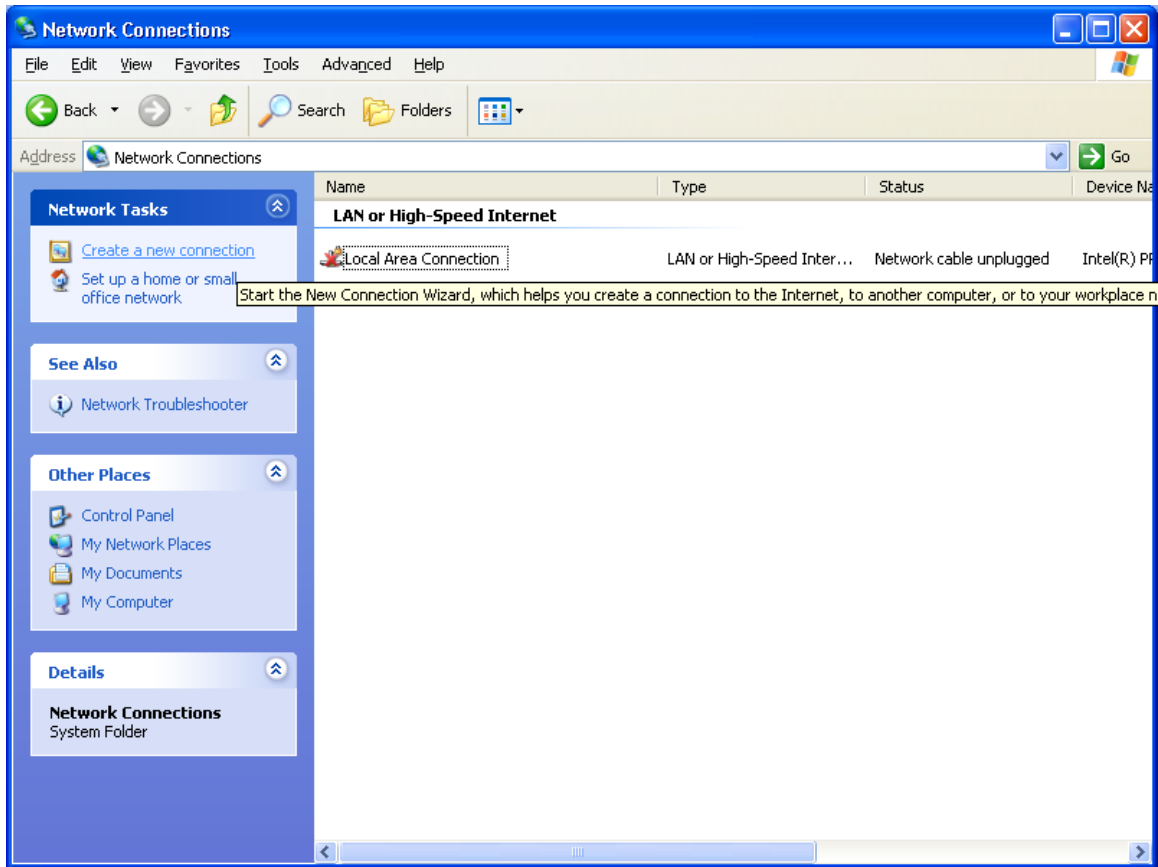 Network Connections
File Edit View Favorites Tools Advanced Help
Back Search Folders
Address Network Connections Go
Name Type Status Device Na
Network Tasks
Create a new connection
Set up a home or small
office network
LAN or High-Speed Internet
Local Area Connection LAN or High-Speed Inter... Network cable unplugged Intel(R) PR
Start the New Connection Wizard, which helps you create a connection to the Internet, to another computer, or to your workplace n
See Also
Network Troubleshooter
Other Places
Control Panel
My Network Places
My Documents
My Computer
Details
Network Connections
System Folder